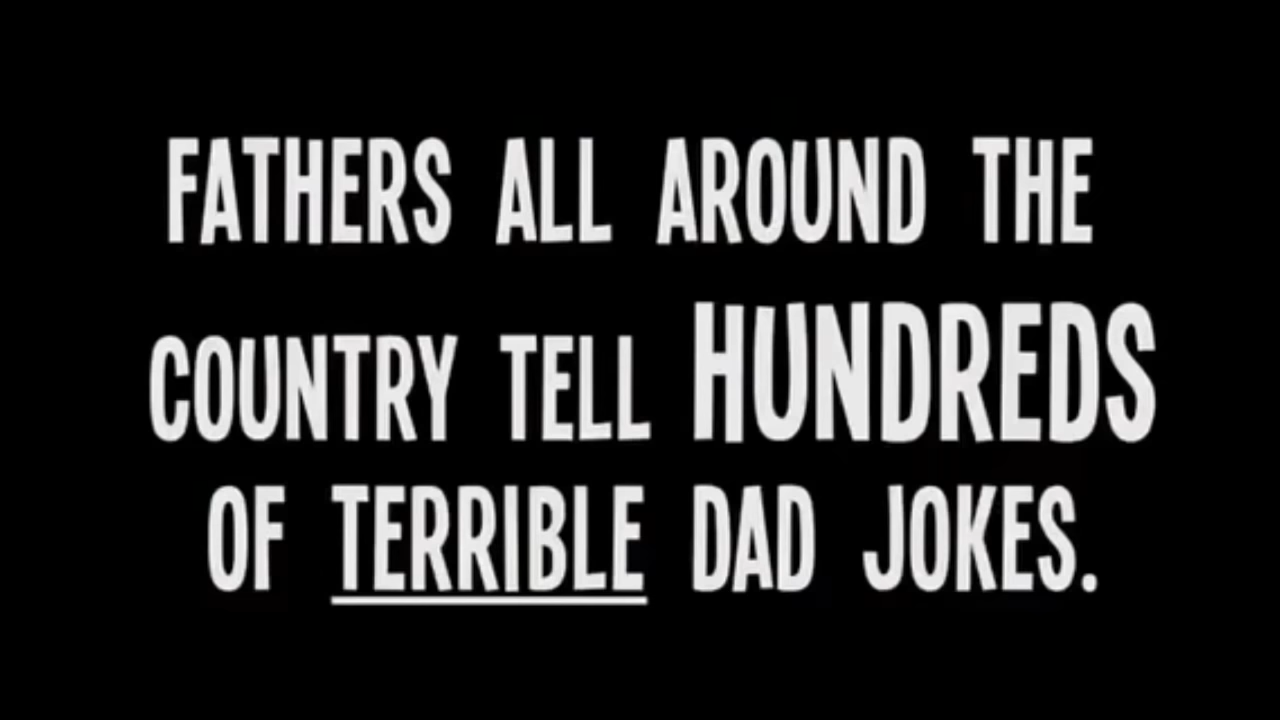 FATHERS ALL AROUND THE
COUNTRY TELL HUNDREDS
OF TERRIBLE DAD JOKES.